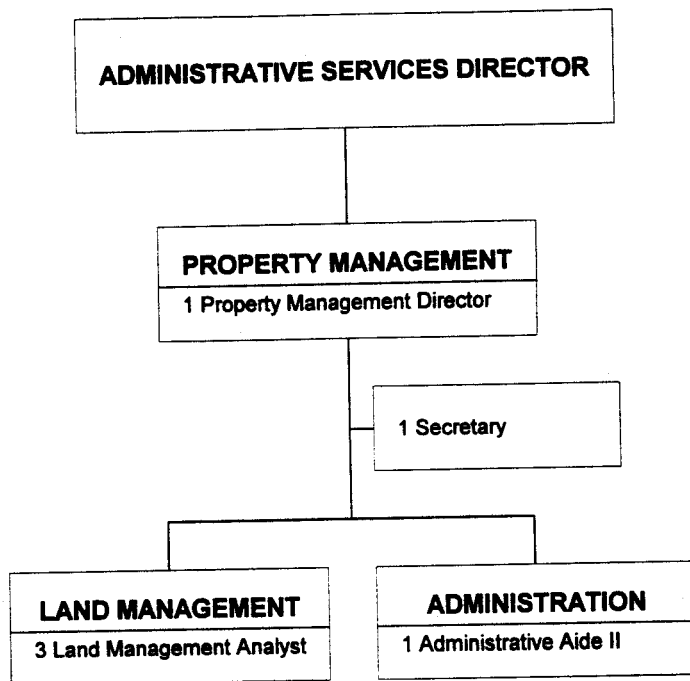 ADMINISTRATIVE SERVICES DIRECTOR
PROPERTY MANAGEMENT
1 Property Management Director
1 Secretary
LAND MANAGEMENT
3 Land Management Analyst
ADMINISTRATION
1 Administrative Aide II